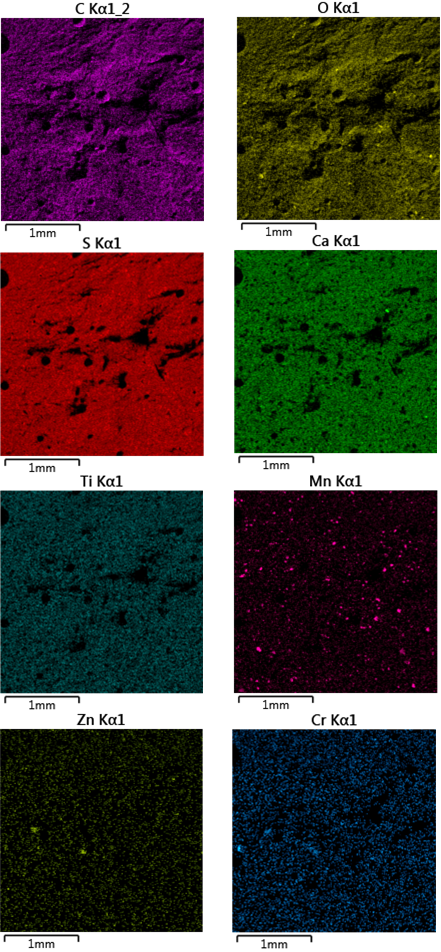 C Kα1_2
O Kα1
1mm
1mm
S Kα1
Ca Kα1
1mm
1mm
Ti Kα1
Mn Kα1
1mm
1mm
Zn Kα1
Cr Kα1
1mm
1mm